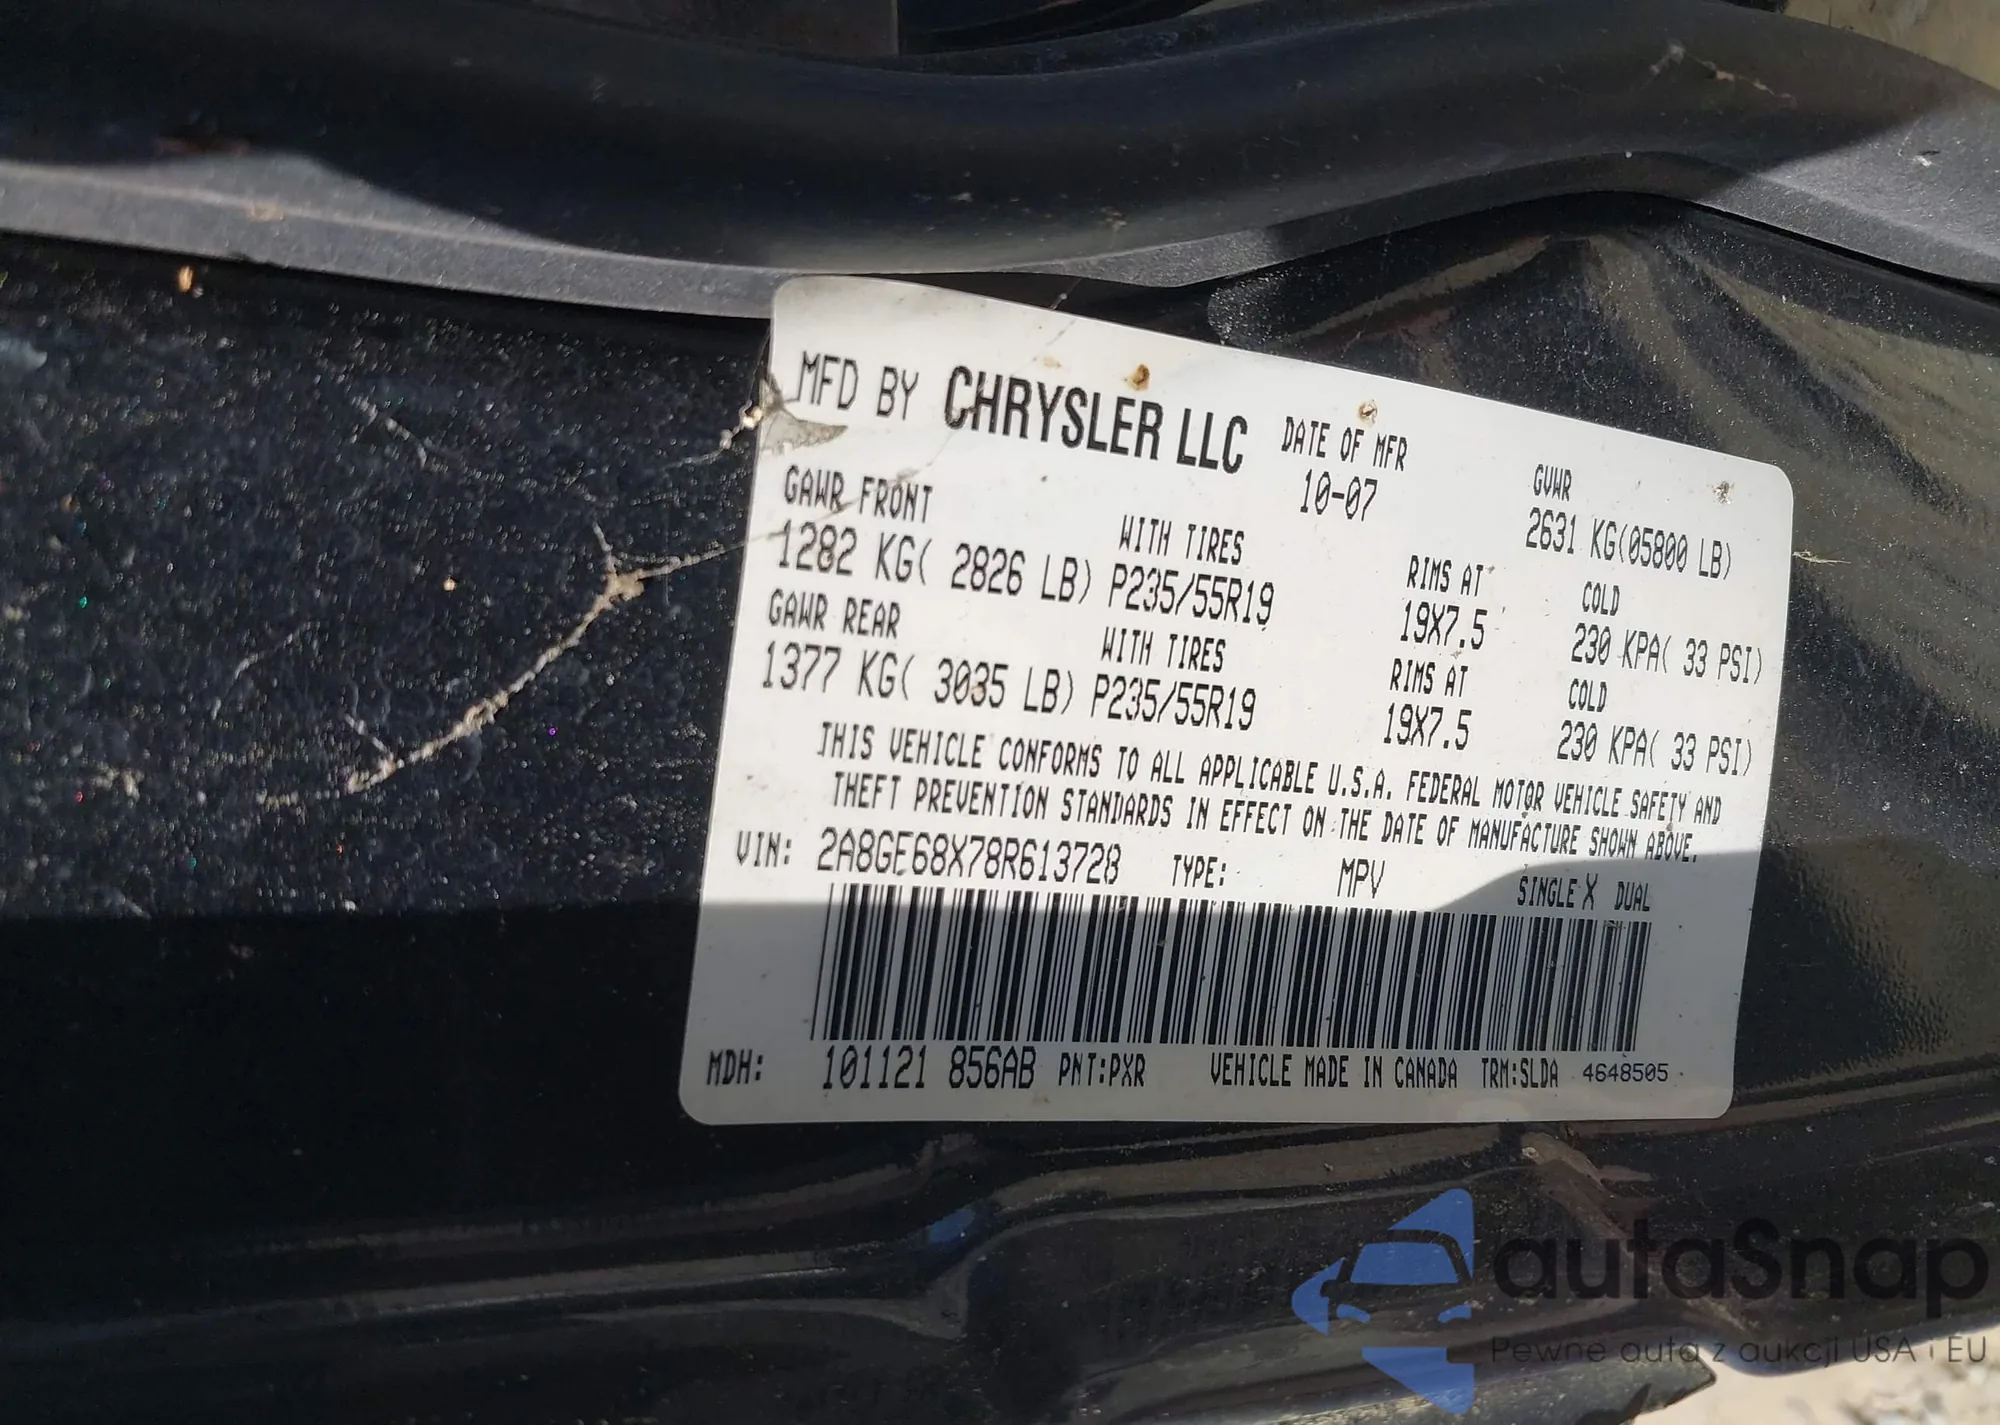 MFD BY CHRYSLER LLC DATE OF MFR GVWR
10-07 2631 KG(05800 LB)
GAWR FRONT WITH TIRES RIMS AT COLD
1282 KG( 2826 LB) P235/55R19 19X7.5 230 KPA( 33 PSI)
GAWR REAR WITH TIRES RIMS AT COLD
1377 KG( 3035 LB) P235/55R19 19X7.5 230 KPA( 33 PSI)
THIS VEHICLE CONFORMS TO ALL APPLICABLE U.S.A. FEDERAL MOTOR VEHICLE SAFETY AND
THEFT PREVENTION STANDARDS IN EFFECT ON THE DATE OF MANUFACTURE SHOWN ABOVE.
VIN: 2A8GF68X78R613728 TYPE: MPV SINGLE X DUAL
MDH: 101121 856AB PNT:PXR VEHICLE MADE IN CANADA TRM:SLDA 4648505
autaSnap
Pewne auta z aukcji USA i EU